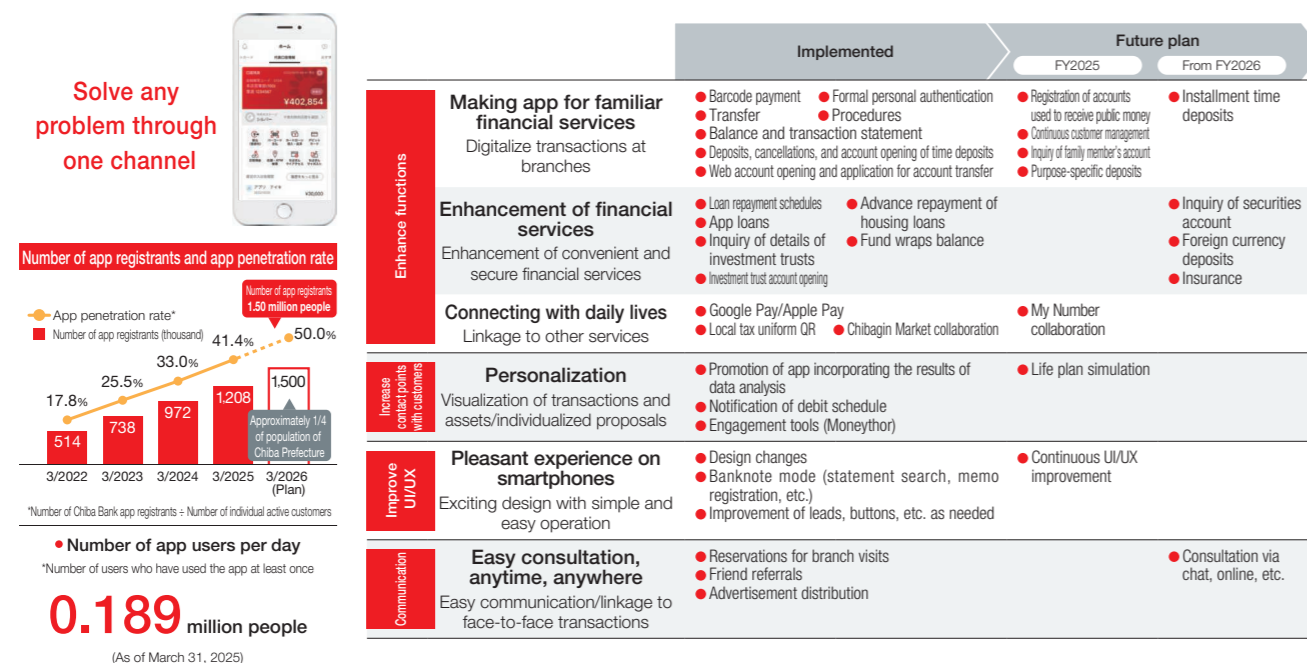 Solve any
problem through
one channel
ホーム
¥402,854
Number of app registrants and app penetration rate
Number of app registrants
1.50 million people
App penetration rate*
Number of app registrants (thousand)
17.8%
25.5%
33.0%
41.4%
50.0%
514
738
972
1,208
1,500
Approximately 1/4
of population of
Chiba Prefecture
3/2022 3/2023 3/2024 3/2025 3/2026
(Plan)
*Number of Chiba Bank app registrants ÷ Number of individual active customers
• Number of app users per day
*Number of users who have used the app at least once
0.189 million people
(As of March 31, 2025)
Implemented
Future plan
FY2025
From FY2026
Enhance functions
Making app for familiar
financial services
Digitalize transactions at
branches
● Barcode payment ● Formal personal authentication
● Transfer ● Procedures
● Balance and transaction statement
● Deposits, cancellations, and account opening of time deposits
● Web account opening and application for account transfer
● Registration of accounts
used to receive public money
● Continuous customer management
● Inquiry of family member's account
● Purpose-specific deposits
● Installment time
deposits
Enhancement of financial
services
Enhancement of convenient and
secure financial services
● Loan repayment schedules
● App loans
● Inquiry of details of
investment trusts
● Investment trust account opening
● Advance repayment of
housing loans
● Fund wraps balance
● Inquiry of securities
account
● Foreign currency
deposits
● Insurance
Connecting with daily lives
Linkage to other services
● Google Pay/Apple Pay
● Local tax uniform QR ● Chibagin Market collaboration
● My Number
collaboration
Increase
contact points
with customers
Personalization
Visualization of transactions and
assets/individualized proposals
● Promotion of app incorporating the results of
data analysis
● Notification of debit schedule
● Engagement tools (Moneythor)
● Life plan simulation
Improve
UI/UX
Pleasant experience on
smartphones
Exciting design with simple and
easy operation
● Design changes
● Banknote mode (statement search, memo
registration, etc.)
● Improvement of leads, buttons, etc. as needed
● Continuous UI/UX
improvement
Communication
Easy consultation,
anytime, anywhere
Easy communication/linkage to
face-to-face transactions
● Reservations for branch visits
● Friend referrals
● Advertisement distribution
● Consultation via
chat, online, etc.